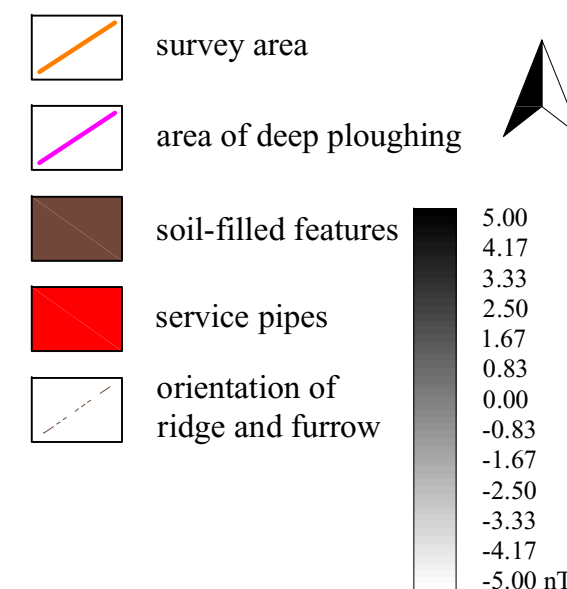 survey area
area of deep ploughing
soil-filled features
service pipes
orientation of
ridge and furrow
5.00
4.17
3.33
2.50
1.67
0.83
0.00
-0.83
-1.67
-2.50
-3.33
-4.17
-5.00 nT